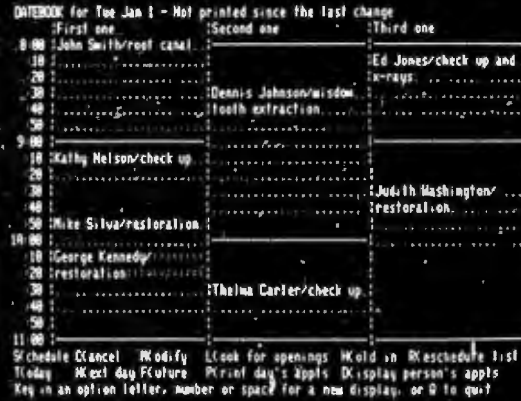 DATEBOOK for Tue Jan 1 - Not printed since the last change
First one Second one Third one
8:00 John Smith/root canal
10 Ed Jones/check up and
20 x-rays
30 Dennis Johnson/wisdom
40 tooth extraction
50
9:00
10 Kathy Nelson/check up
20
30 Judith Washington/
40 restoration
50 Mike Silva/restoration
10:00
10 George Kennedy/
20 restoration
30 Thelma Carter/check up
40
50
11:00
S(chedule C(ancel M(odify L(ook for openings H(old in R(eschedule list
T(oday N(ext day F(uture P(rint day's appts D(isplay person's appts
Key in an option letter, number or space for a new display, or Q to quit